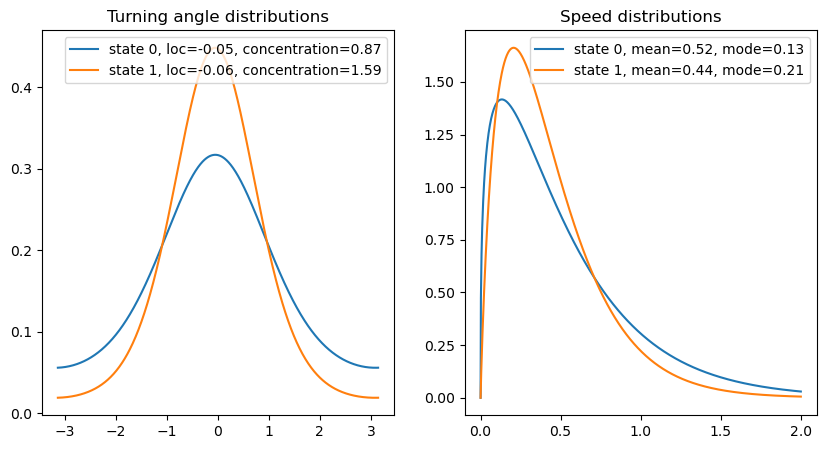 Turning angle distributions
state 0, loc=-0.05, concentration=0.87
state 1, loc=-0.06, concentration=1.59
0.4
0.3
0.2
0.1
0.0
−3 −2 −1 0 1 2 3
Speed distributions
state 0, mean=0.52, mode=0.13
state 1, mean=0.44, mode=0.21
1.50
1.25
1.00
0.75
0.50
0.25
0.00
0.0 0.5 1.0 1.5 2.0